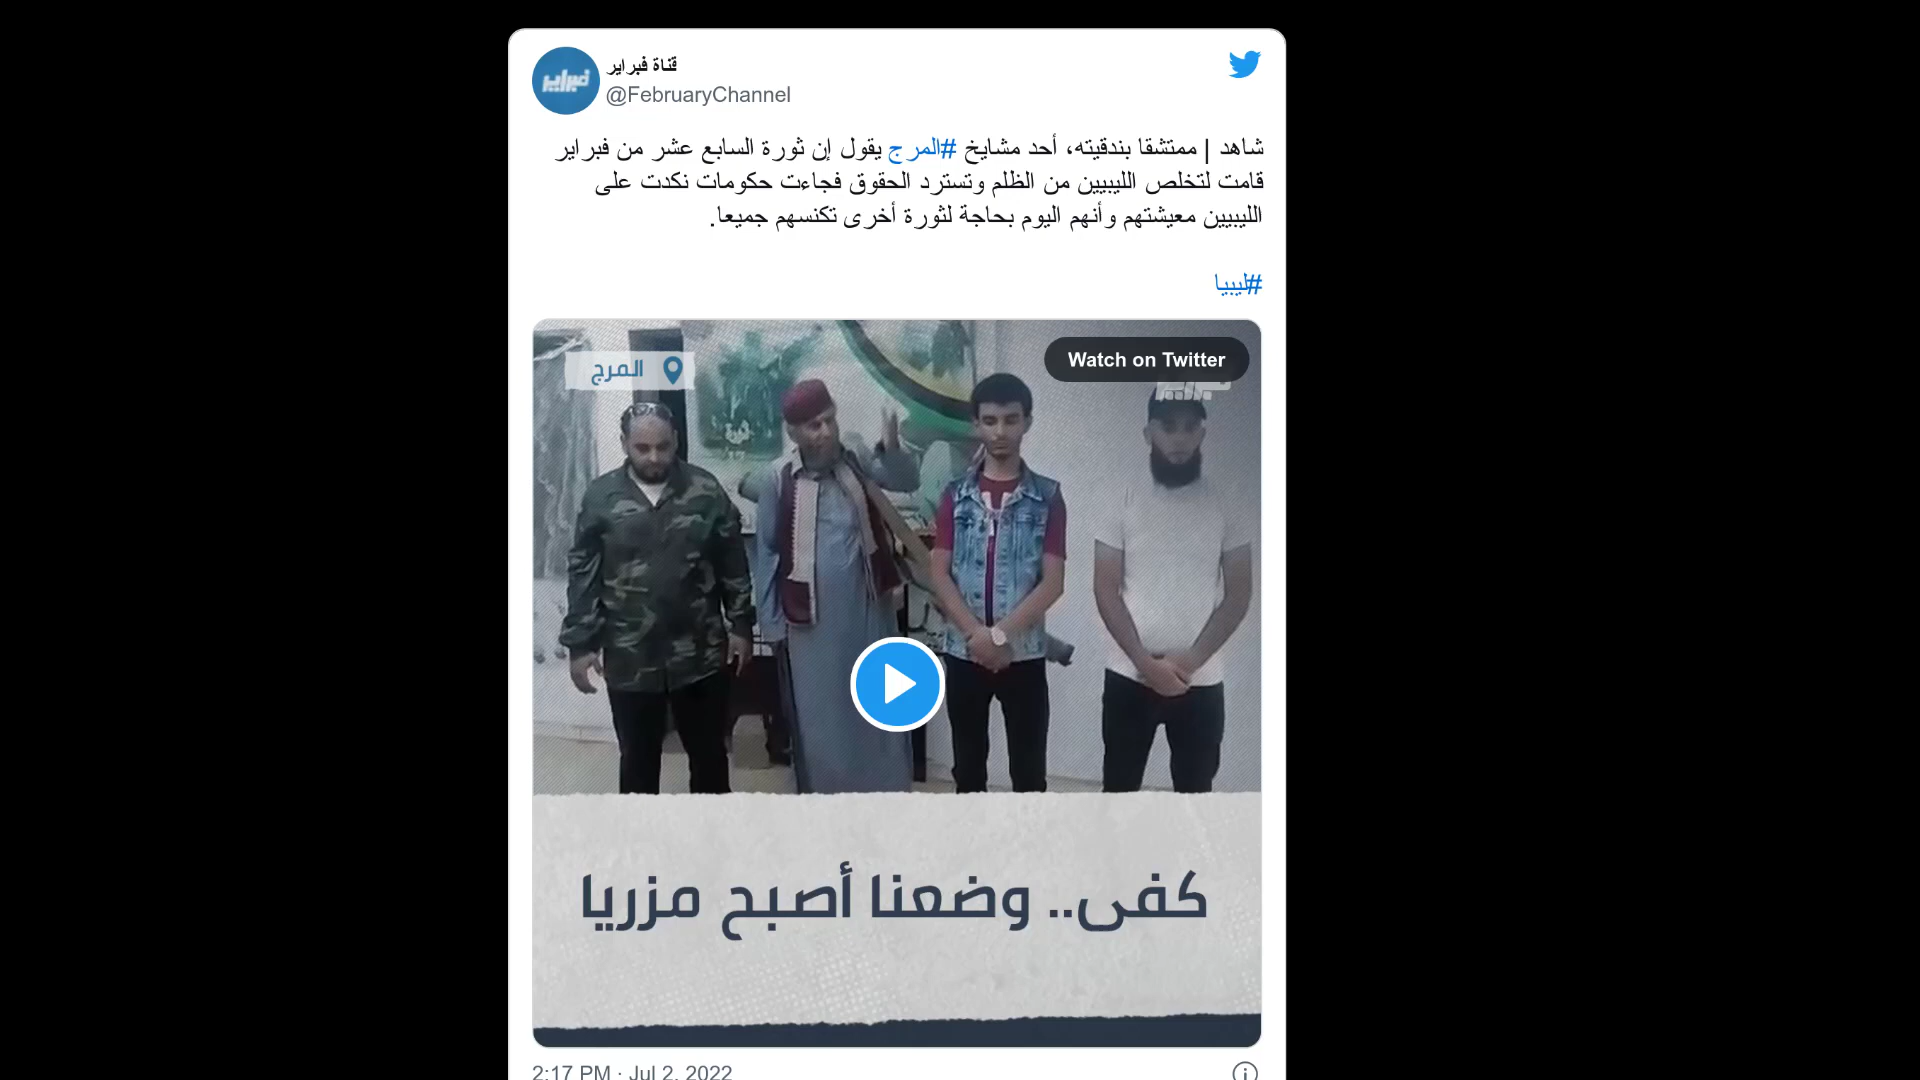 قناة فبراير
@FebruaryChannel
شاهد | ممتشقا بندقيته، أحد مشايخ #المرج يقول إن ثورة السابع عشر من فبراير
قامت لتخلص الليبيين من الظلم وتسترد الحقوق فجاءت حكومات نكدت على
الليبيين معيشتهم وأنهم اليوم بحاجة لثورة أخرى تكنسهم جميعا.
#ليبيا
Watch on Twitter
المرج
فبراير
كفى.. وضعنا أصبح مزريا
2:17 PM · Jul 2, 2022